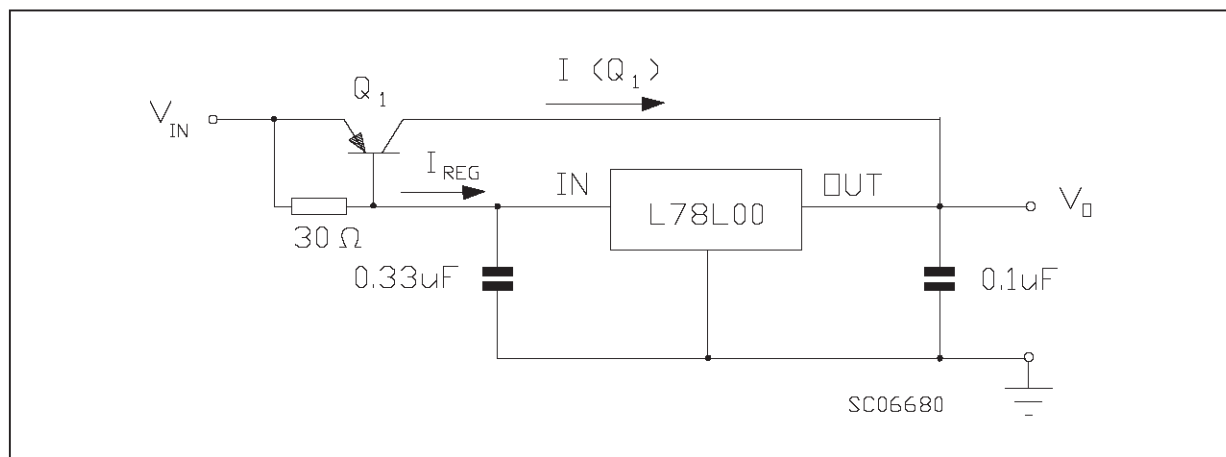 I (Q1)
Q1
VIN
IREG
IN
L78L00
OUT
VO
30 Ω
0.33uF
0.1uF
SC06680